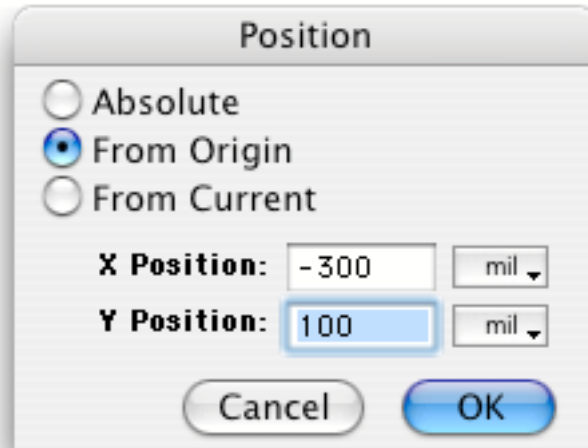 Position
Absolute
From Origin
From Current
X Position: -300 mil
Y Position: 100 mil
Cancel OK